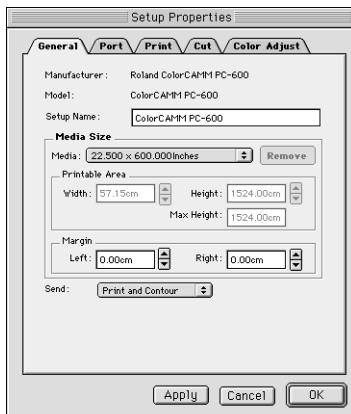 Setup Properties
General Port Print Cut Color Adjust
Manufacturer : Roland ColorCAMM PC-600
Model : ColorCAMM PC-600
Setup Name : ColorCAMM PC-600
Media Size
Media : 22.500 x 600.000Inches Remove
Printable Area
Width : 57.15cm Height : 1524.00cm
Max Height : 1524.00cm
Margin
Left : 0.00cm Right : 0.00cm
Send : Print and Contour
Apply Cancel OK